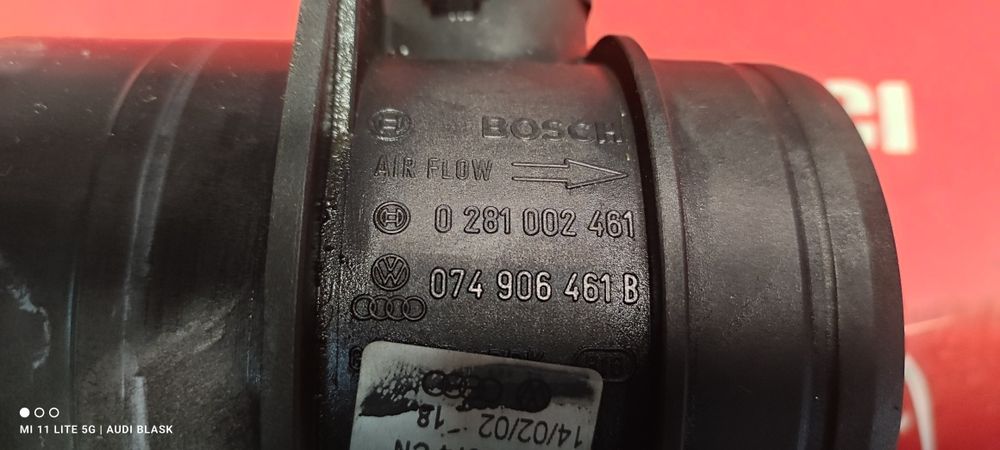 BOSCH
AIR FLOW
0 281 002 461
074 906 461 B
14/02/02 -18
MI 11 LITE 5G | AUDI BLASK